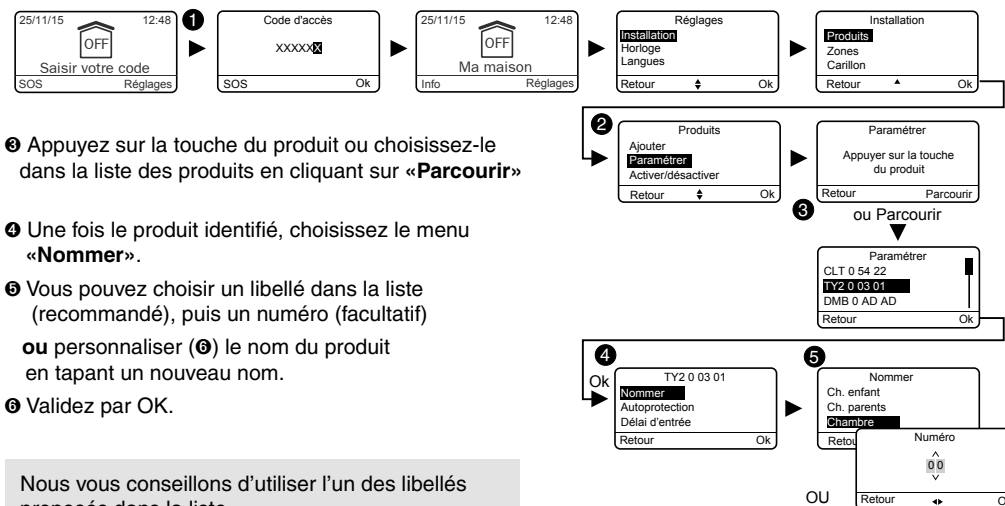 25/11/15 12:48
OFF
Saisir votre code
SOS Réglages
❶
Code d'accès
XXXXXX
SOS Ok
25/11/15 12:48
OFF
Ma maison
Info Réglages
Réglages
Installation
Horloge
Langues
Retour Ok
Installation
Produits
Zones
Carillon
Retour Ok
❷
Produits
Ajouter
Paramétrer
Activer/désactiver
Retour Ok
Paramétrer
Appuyer sur la touche
du produit
Retour Parcourir
❸
ou Parcourir
Paramétrer
CLT 0 54 22
TY2 0 03 01
DMB 0 AD AD
Retour Ok
❸ Appuyez sur la touche du produit ou choisissez-le
dans la liste des produits en cliquant sur «Parcourir»
❹ Une fois le produit identifié, choisissez le menu
«Nommer».
❺ Vous pouvez choisir un libellé dans la liste
(recommandé), puis un numéro (facultatif)
ou personnaliser (❻) le nom du produit
en tapant un nouveau nom.
❻ Validez par OK.
❹
Ok
TY2 0 03 01
Nommer
Autoprotection
Délai d'entrée
Retour Ok
❺
Nommer
Ch. enfant
Ch. parents
Chambre
Numéro
00
OU
Retour
Nous vous conseillons d'utiliser l'un des libellés